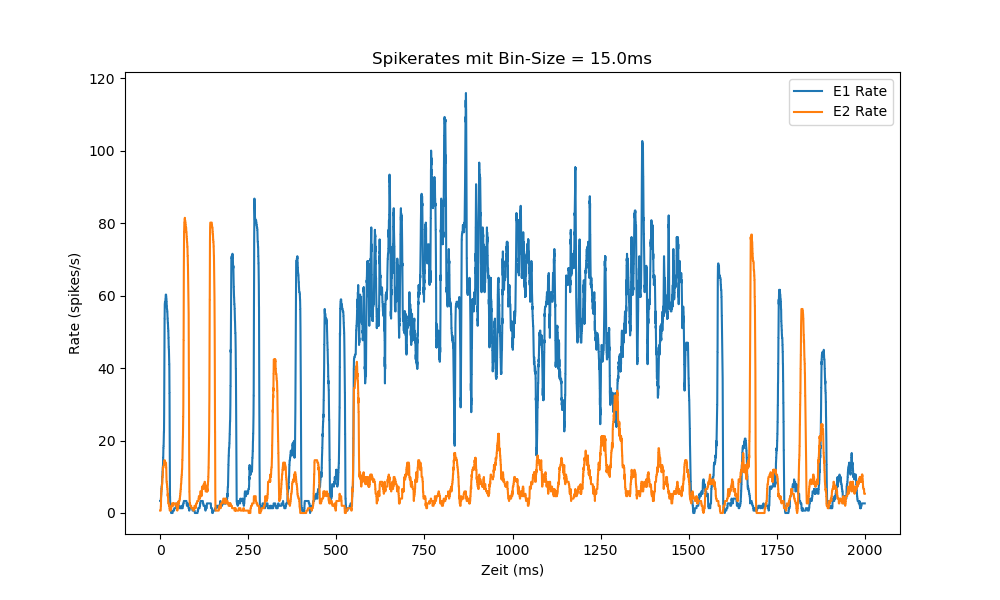 Spikerates mit Bin-Size = 15.0ms
E1 Rate
E2 Rate
120
100
80
60
40
20
0
Rate (spikes/s)
0 250 500 750 1000 1250 1500 1750 2000
Zeit (ms)